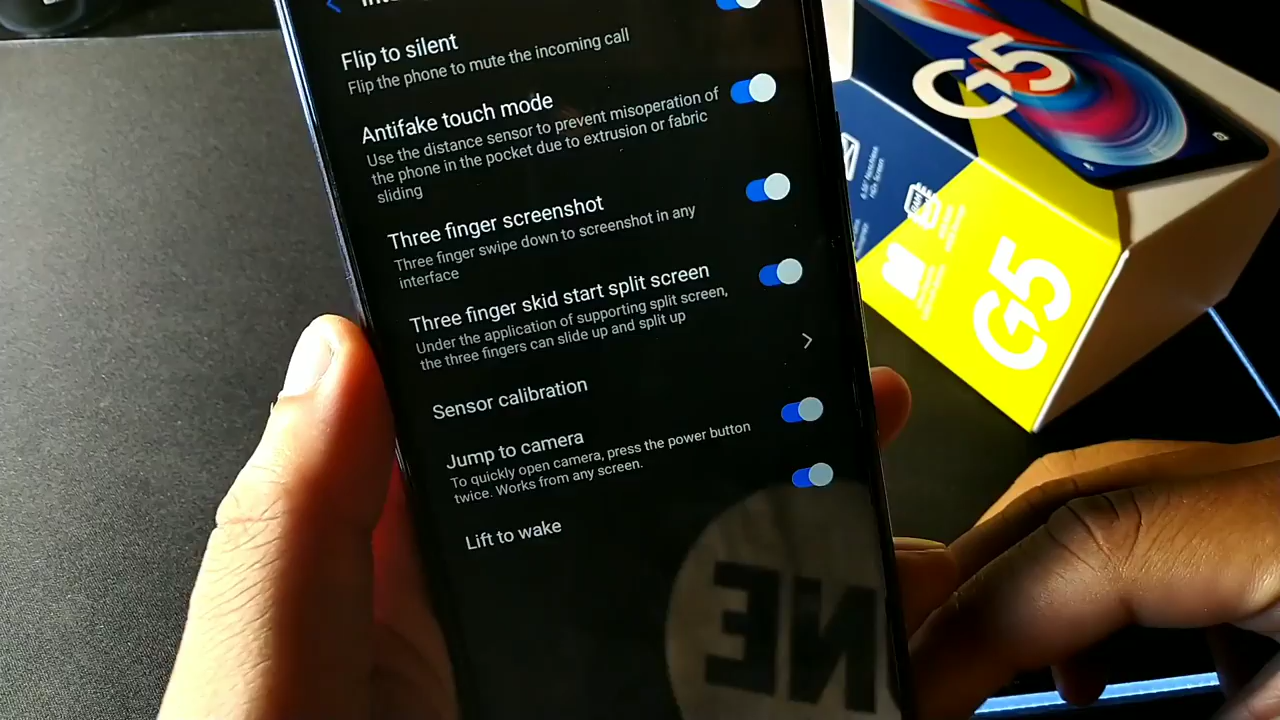 Flip to silent
Flip the phone to mute the incoming call
Antifake touch mode
Use the distance sensor to prevent misoperation of
the phone in the pocket due to extrusion or fabric
sliding
Three finger screenshot
Three finger swipe down to screenshot in any
interface
Three finger skid start split screen
Under the application of supporting split screen,
the three fingers can slide up and split up
Sensor calibration
Jump to camera
To quickly open camera, press the power button
twice. Works from any screen.
Lift to wake
G5
G5
NE